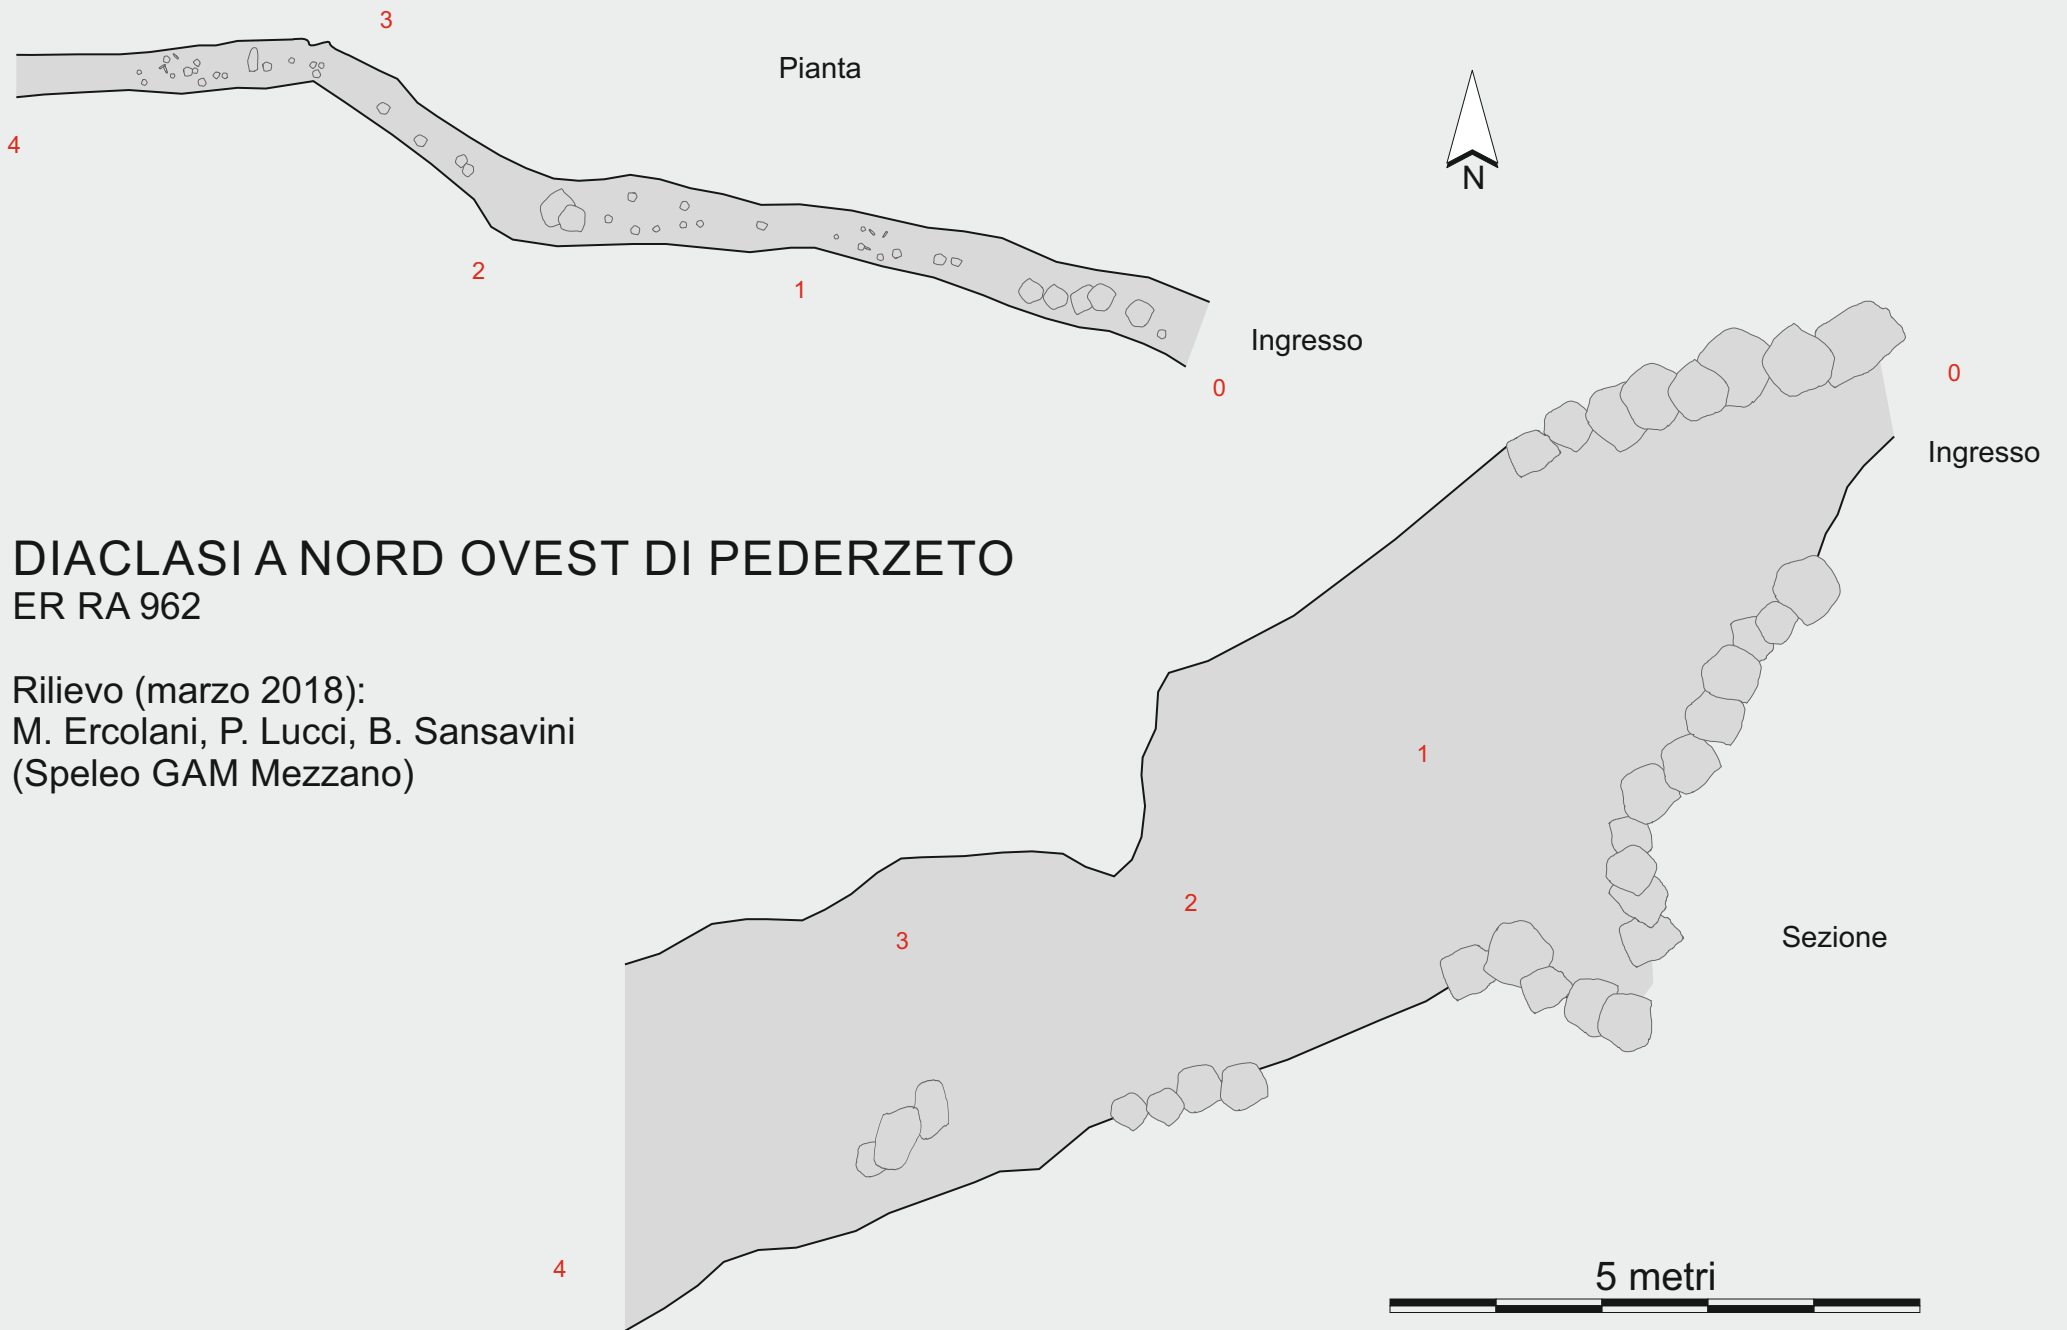 3
Pianta
4
N
2
1
Ingresso
0
0
Ingresso
DIACLASI A NORD OVEST DI PEDERZETO
ER RA 962
Rilievo (marzo 2018):
M. Ercolani, P. Lucci, B. Sansavini
(Speleo GAM Mezzano)
1
2
3
Sezione
4
5 metri